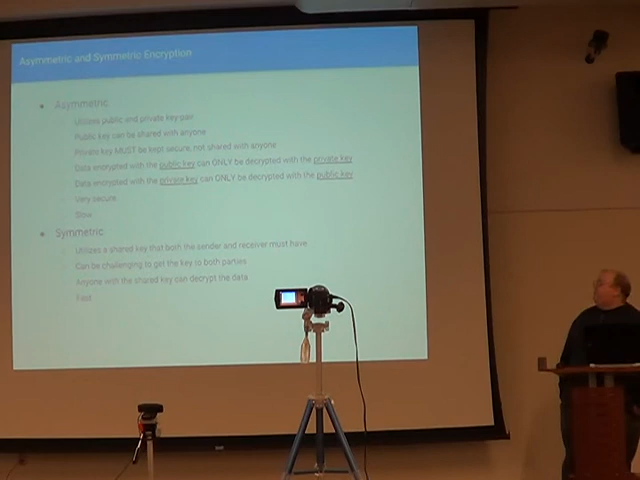 Asymmetric and Symmetric Encryption
Asymmetric
Utilizes public and private key pair
Public key can be shared with anyone
Private key MUST be kept secure, not shared with anyone
Data encrypted with the public key can ONLY be decrypted with the private key
Data encrypted with the private key can ONLY be decrypted with the public key
Very secure
Slow
Symmetric
Utilizes a shared key that both the sender and receiver must have
Can be challenging to get the key to both parties
Anyone with the shared key can decrypt the data
Fast